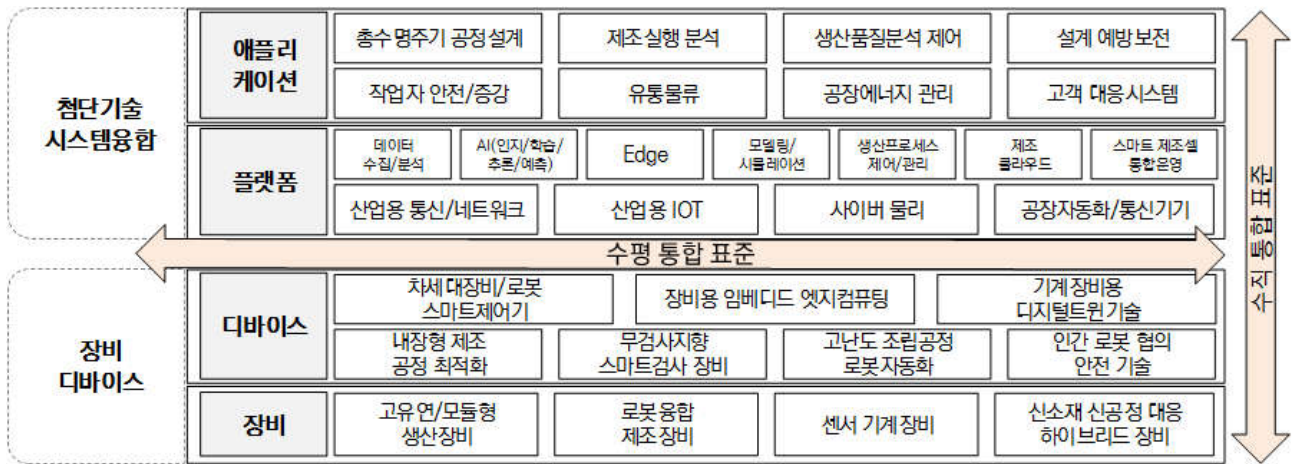 첨단기술
시스템융합
애플리
케이션
총수명주기 공정설계
제조실행 분석
생산품질분석 제어
설계 예방보전
작업자 안전/증강
유통물류
공장에너지 관리
고객 대응시스템
플랫폼
데이터
수집/분석
AI(인지/학습/
추론/예측)
Edge
모델링/
시뮬레이션
생산프로세스
제어/관리
제조
클라우드
스마트 제조셀
통합운영
산업용 통신/네트워크
산업용 IOT
사이버 물리
공장자동화/통신기기
수평 통합 표준
수직 통합 표준
장비
디바이스
디바이스
차세대장비/로봇
스마트제어기
장비용 임베디드 엣지컴퓨팅
기계장비용
디지털트윈기술
내장형 제조
공정 최적화
무검사지향
스마트검사 장비
고난도 조립공정
로봇자동화
인간 로봇 협의
안전 기술
장비
고유연/모듈형
생산장비
로봇융합
제조장비
센서 기계장비
신소재 신공정 대응
하이브리드 장비